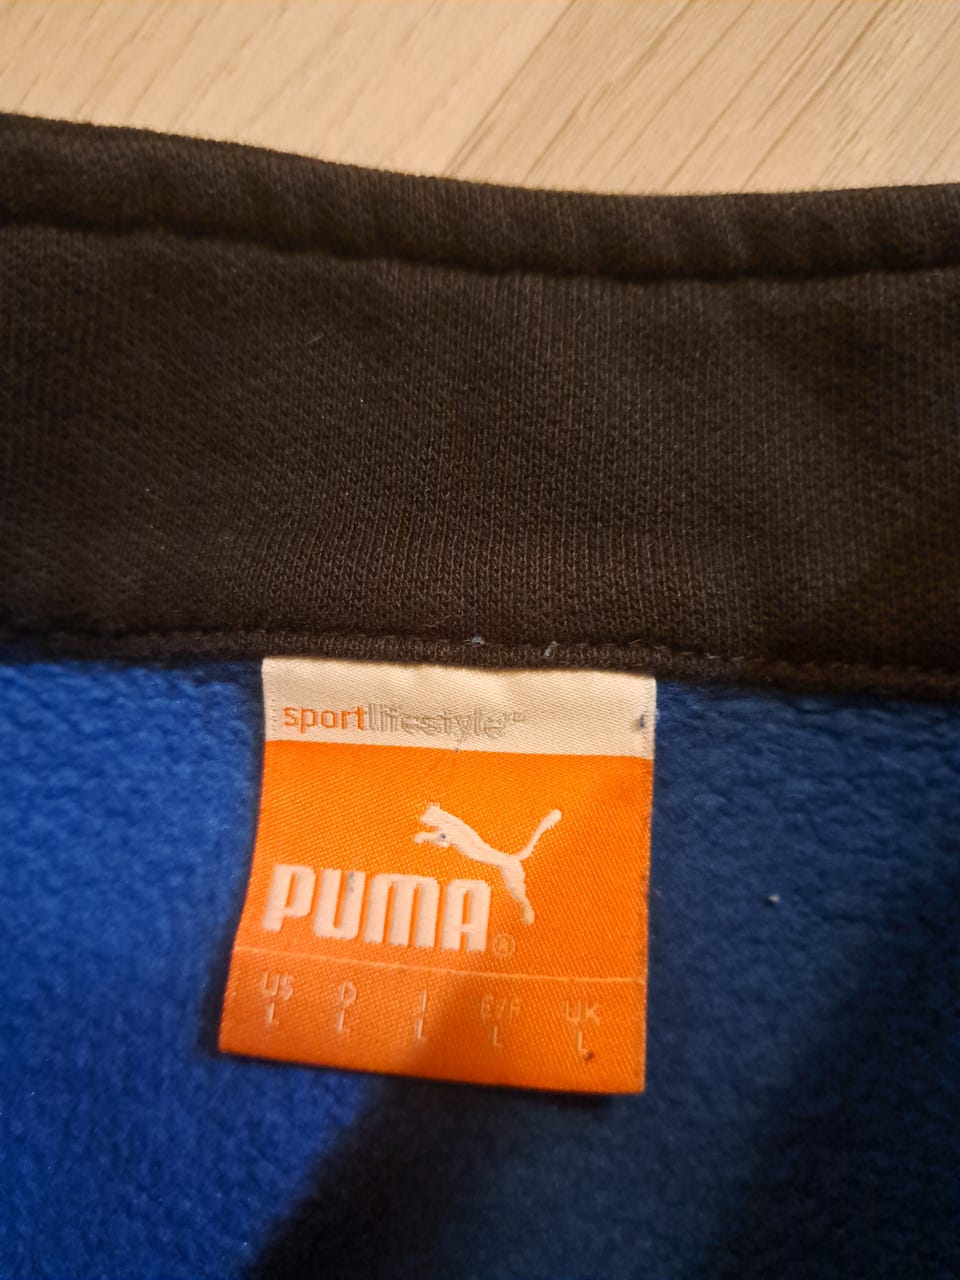 sportlifestyle®
PUMA®
US D I E/F UK
L L L L L